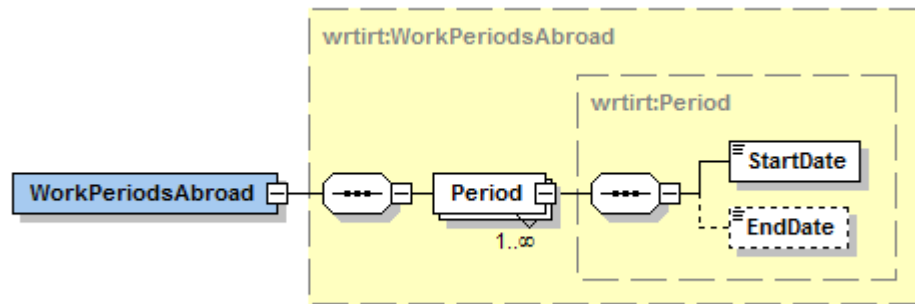 wrtirt:WorkPeriodsAbroad
wrtirt:Period
WorkPeriodsAbroad
Period
1..∞
StartDate
EndDate